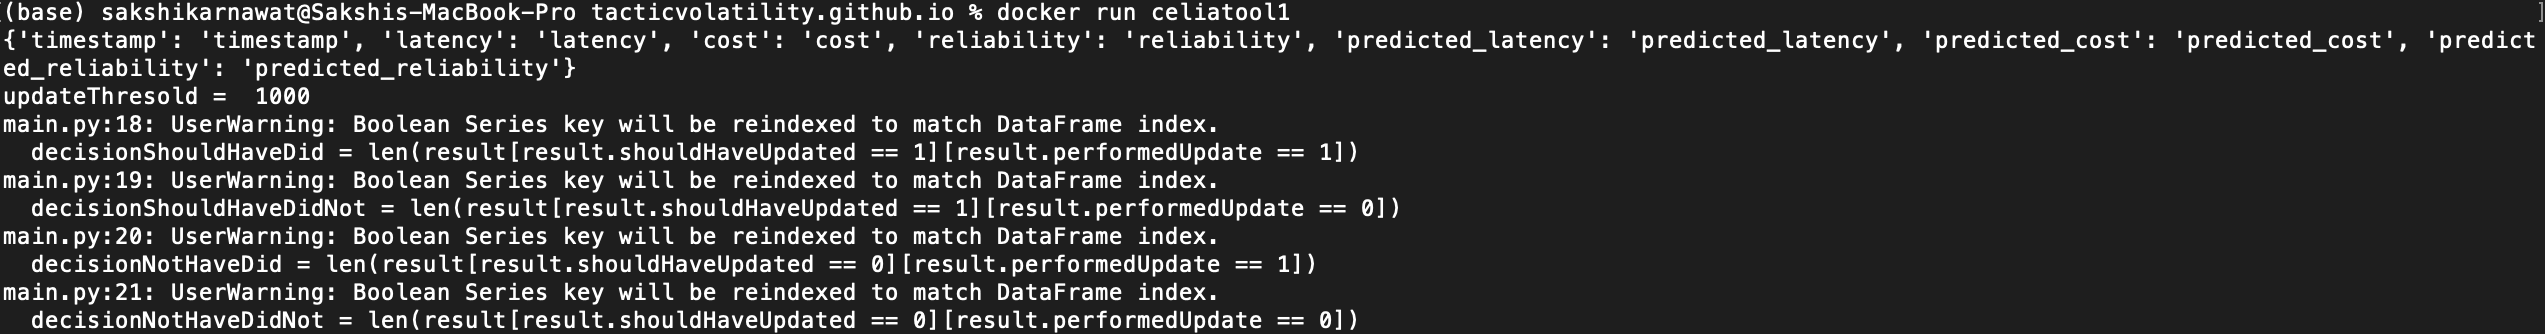 ((base) sakshikarnawat@Sakshis-MacBook-Pro tacticvolatility.github.io % docker run celiatool1 ]
{'timestamp': 'timestamp', 'latency': 'latency', 'cost': 'cost', 'reliability': 'reliability', 'predicted_latency': 'predicted_latency', 'predicted_cost': 'predicted_cost', 'predict
ed_reliability': 'predicted_reliability'}
updateThresold =  1000
main.py:18: UserWarning: Boolean Series key will be reindexed to match DataFrame index.
  decisionShouldHaveDid = len(result[result.shouldHaveUpdated == 1][result.performedUpdate == 1])
main.py:19: UserWarning: Boolean Series key will be reindexed to match DataFrame index.
  decisionShouldHaveDidNot = len(result[result.shouldHaveUpdated == 1][result.performedUpdate == 0])
main.py:20: UserWarning: Boolean Series key will be reindexed to match DataFrame index.
  decisionNotHaveDid = len(result[result.shouldHaveUpdated == 0][result.performedUpdate == 1])
main.py:21: UserWarning: Boolean Series key will be reindexed to match DataFrame index.
  decisionNotHaveDidNot = len(result[result.shouldHaveUpdated == 0][result.performedUpdate == 0])